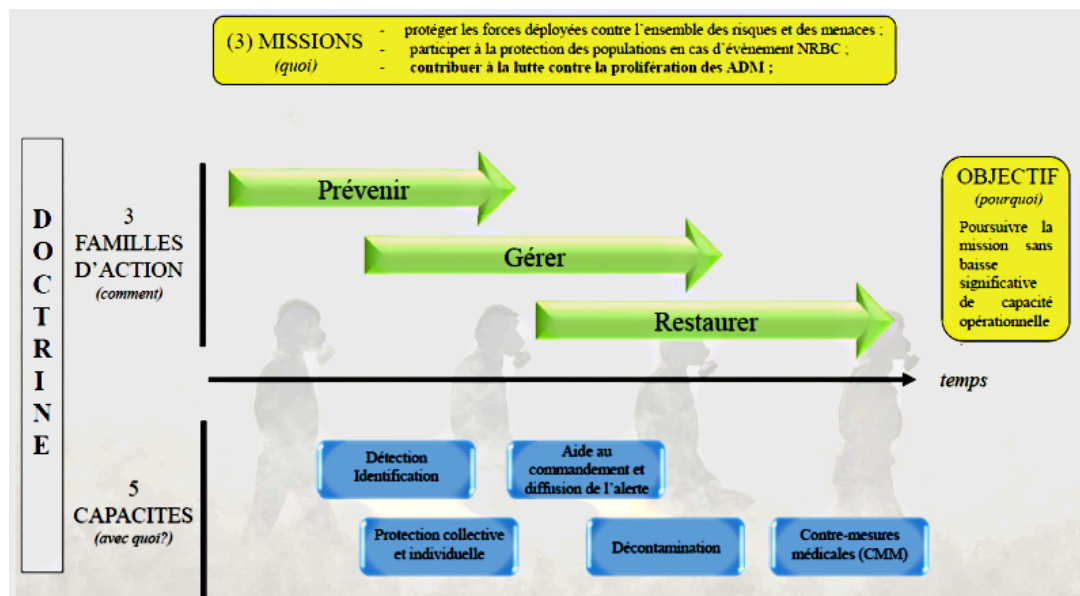 (3) MISSIONS
(quoi)
- protéger les forces déployées contre l'ensemble des risques et des menaces ;
- participer à la protection des populations en cas d'évènement NRBC ;
- contribuer à la lutte contre la prolifération des ADM ;
DOCTRINE
3
FAMILLES
D'ACTION
(comment)
Prévenir
Gérer
Restaurer
OBJECTIF
(pourquoi)
Poursuivre la
mission sans
baisse
significative
de capacité
opérationnelle
.
temps
5
CAPACITES
(avec quoi?)
Détection
Identification
Aide au
commandement et
diffusion de l'alerte
Protection collective
et individuelle
Décontamination
Contre-mesures
médicales (CMM)